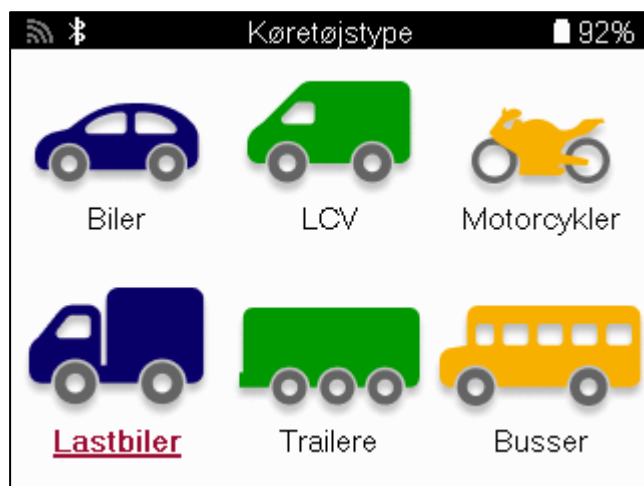 Køretøjstype 92%
Biler LCV Motorcykler
Lastbiler Trailere Busser